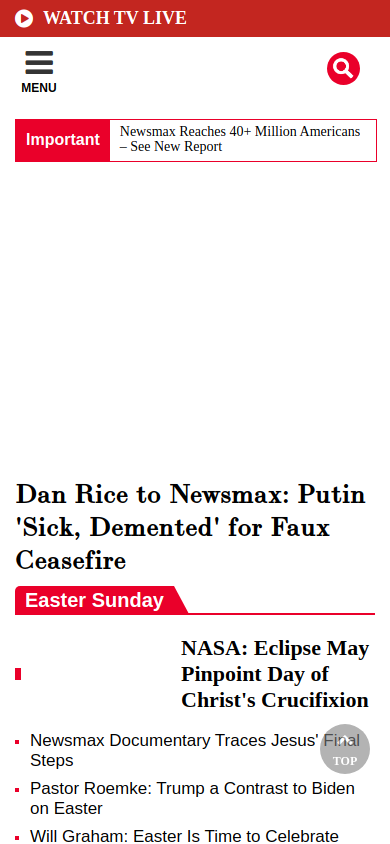 WATCH TV LIVE
MENU
Important
Newsmax Reaches 40+ Million Americans
– See New Report
Dan Rice to Newsmax: Putin
'Sick, Demented' for Faux
Ceasefire
Easter Sunday
NASA: Eclipse May
Pinpoint Day of
Christ's Crucifixion
Newsmax Documentary Traces Jesus' Final
Steps
TOP
Pastor Roemke: Trump a Contrast to Biden
on Easter
Will Graham: Easter Is Time to Celebrate